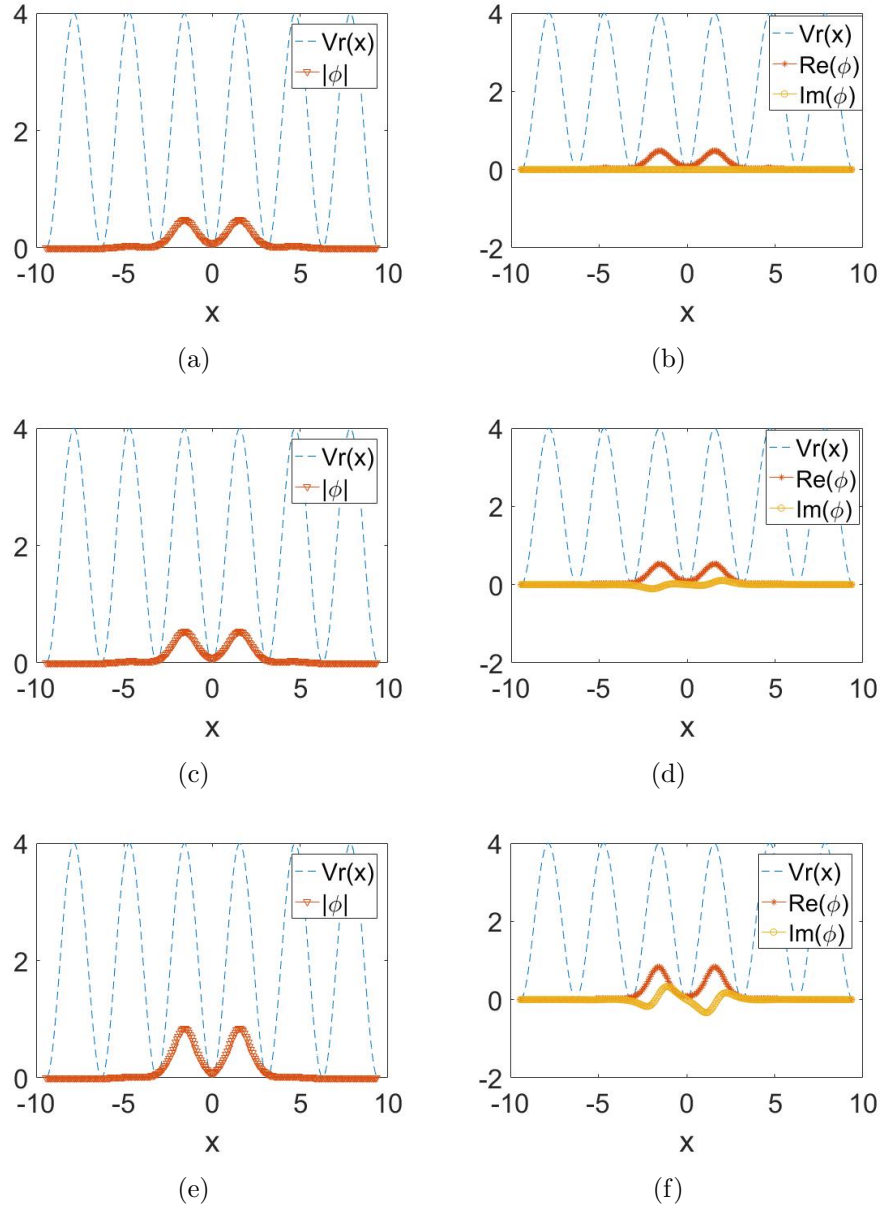 4
2
0
-10 -5 0 5 10
x
Vr(x)
|ϕ|
(a)
4
2
0
-2
-10 -5 0 5 10
x
Vr(x)
Re(ϕ)
Im(ϕ)
(b)
4
2
0
-10 -5 0 5 10
x
Vr(x)
|ϕ|
(c)
4
2
0
-2
-10 -5 0 5 10
x
Vr(x)
Re(ϕ)
Im(ϕ)
(d)
4
2
0
-10 -5 0 5 10
x
Vr(x)
|ϕ|
(e)
4
2
0
-2
-10 -5 0 5 10
x
Vr(x)
Re(ϕ)
Im(ϕ)
(f)